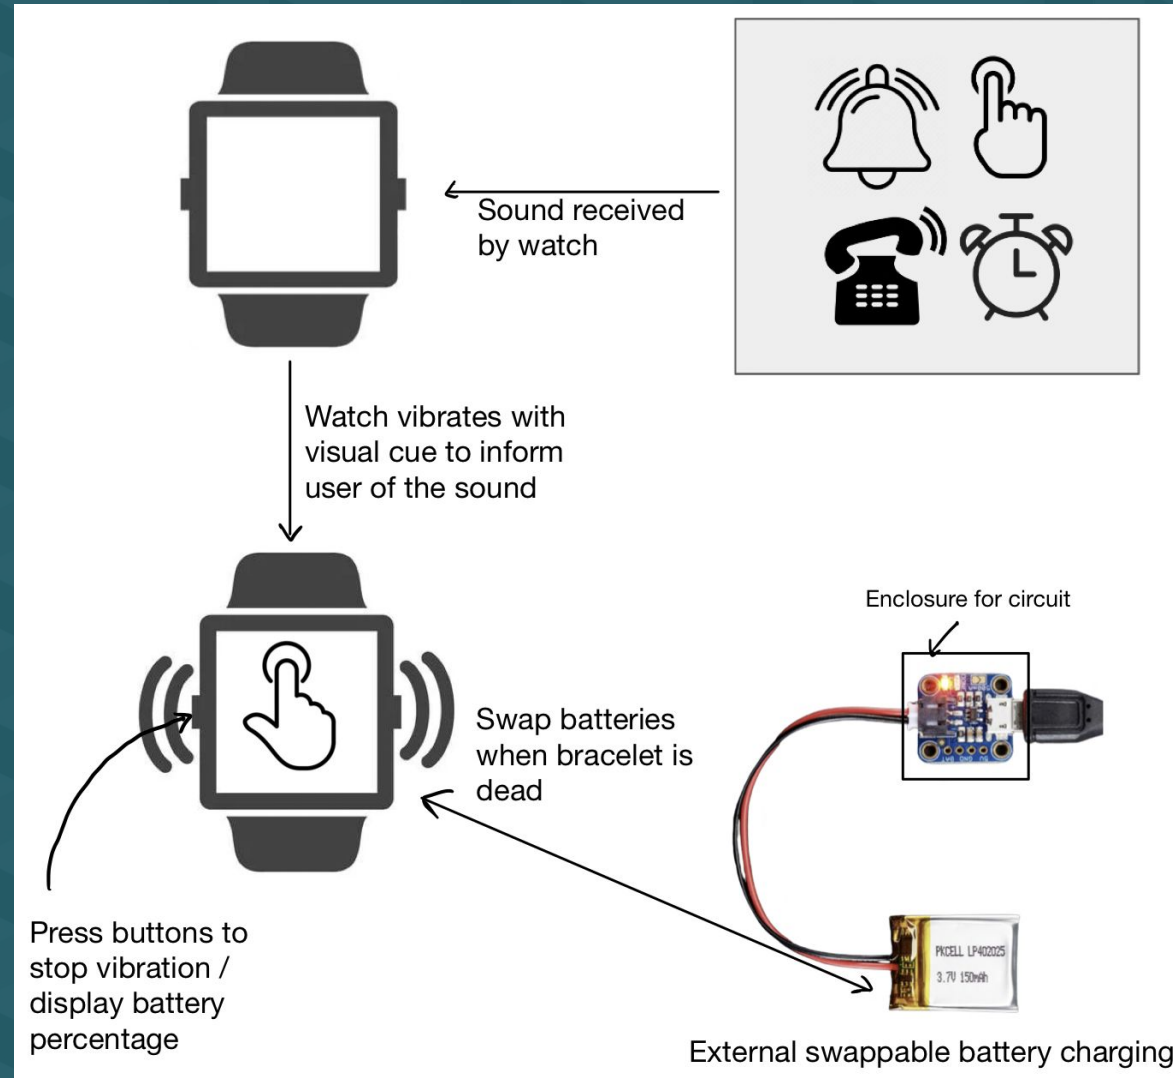 Sound received
by watch
Watch vibrates with
visual cue to inform
user of the sound
Enclosure for circuit
Swap batteries
when bracelet is
dead
PKCELL LP402025
3.7V 150mAh
Press buttons to
stop vibration /
display battery
percentage
External swappable battery charging